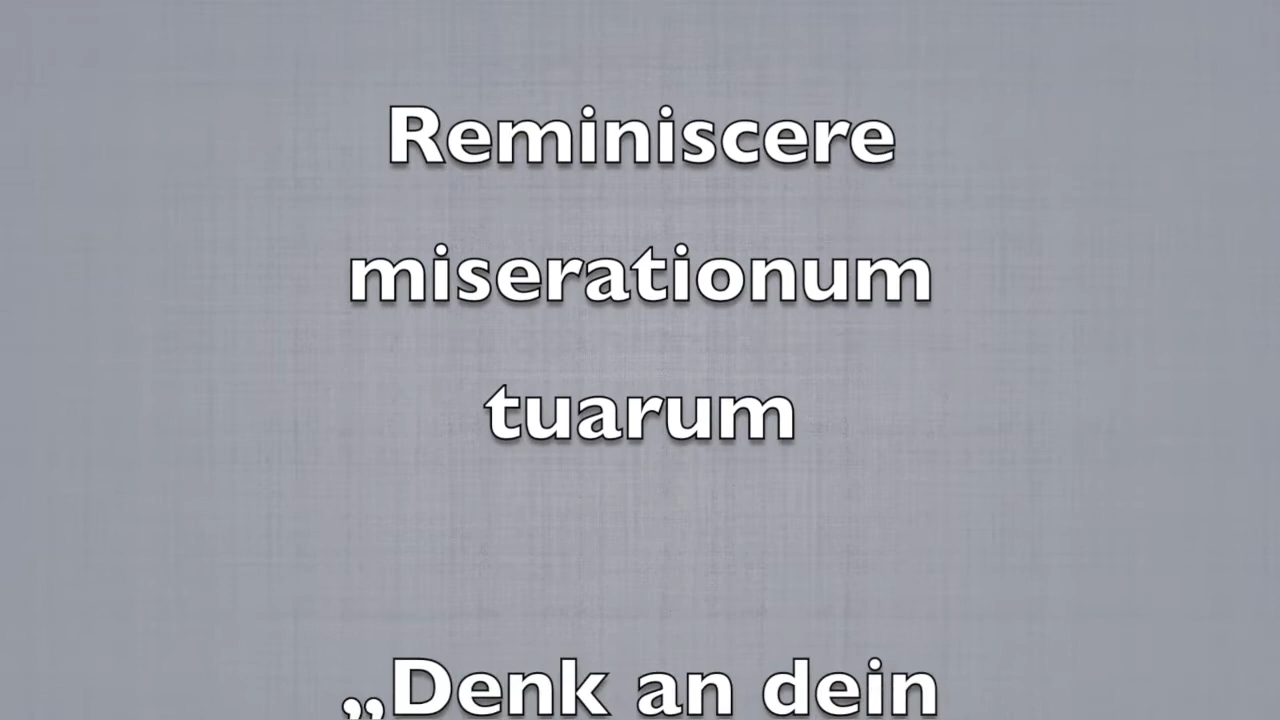 Reminiscere
miserationum
tuarum
„Denk an dein